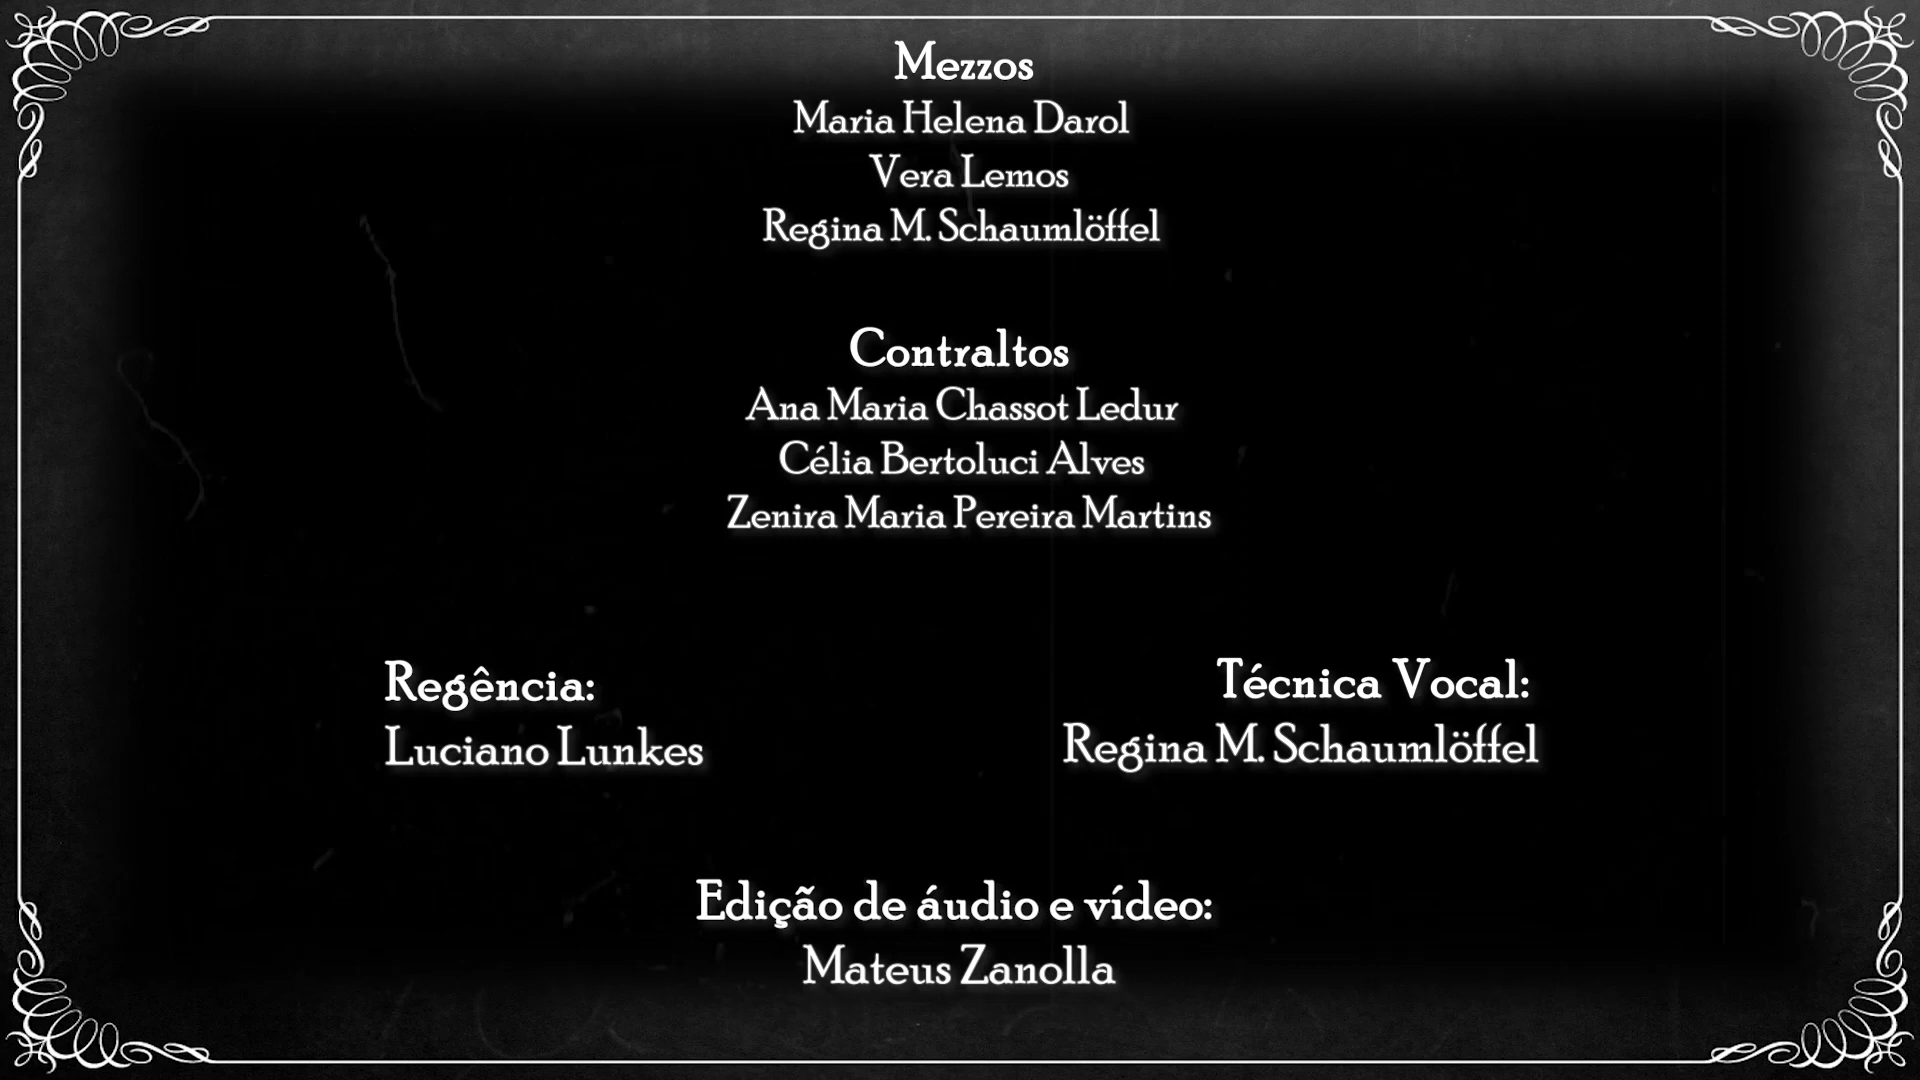 Mezzos
Maria Helena Darol
Vera Lemos
Regina M. Schaumlöffel
Contraltos
Ana Maria Chassot Ledur
Célia Bertoluci Alves
Zenira Maria Pereira Martins
Regência:
Luciano Lunkes
Técnica Vocal:
Regina M. Schaumlöffel
Edição de áudio e vídeo:
Mateus Zanolla